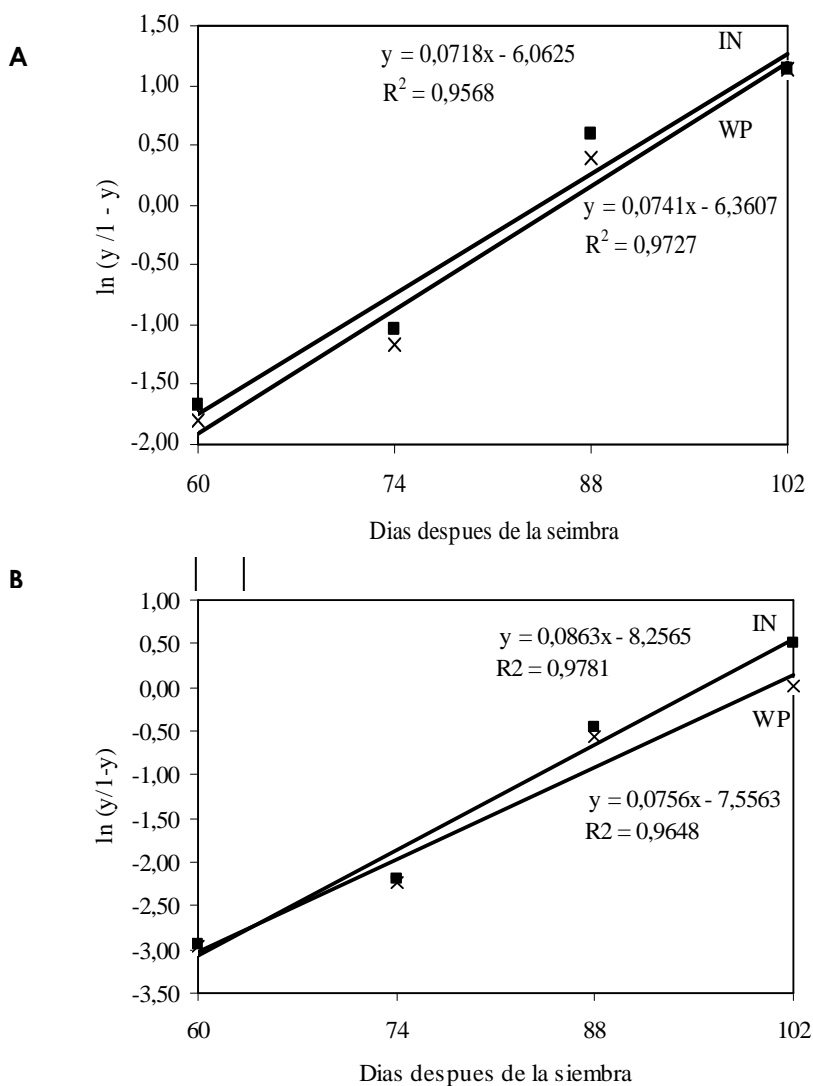 A
1,50
1,00
0,50
0,00
-0,50
-1,00
-1,50
-2,00
ln (y /1 - y)
y = 0,0718x - 6,0625
R² = 0,9568
IN
WP
y = 0,0741x - 6,3607
R² = 0,9727
60 74 88 102
Dias despues de la seimbra
B
1,00
0,50
0,00
-0,50
-1,00
-1,50
-2,00
-2,50
-3,00
-3,50
ln (y/1-y)
y = 0,0863x - 8,2565
R2 = 0,9781
IN
WP
y = 0,0756x - 7,5563
R2 = 0,9648
60 74 88 102
Dias despues de la siembra